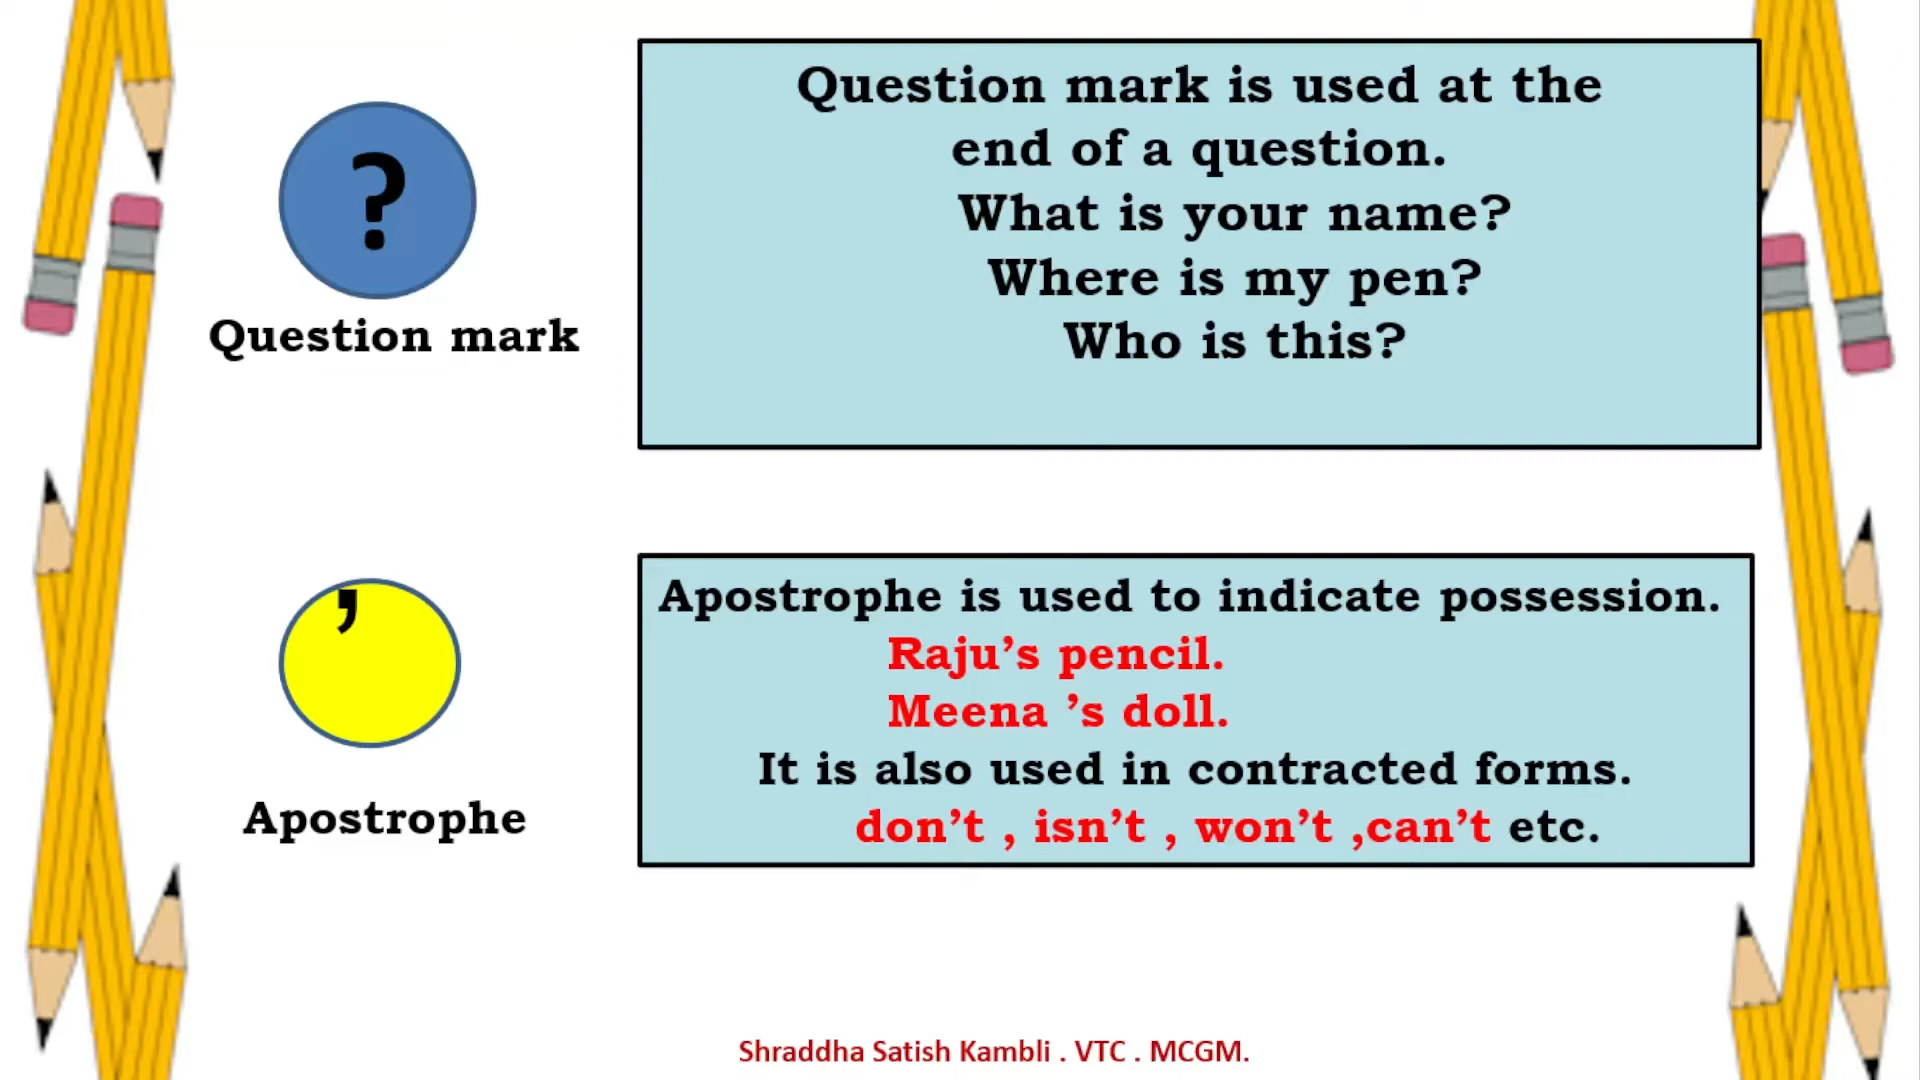 ?
Question mark
Question mark is used at the
end of a question.
What is your name?
Where is my pen?
Who is this?
’
Apostrophe
Apostrophe is used to indicate possession.
Raju’s pencil.
Meena ’s doll.
It is also used in contracted forms.
don’t , isn’t , won’t ,can’t etc.
Shraddha Satish Kambli . VTC . MCGM.